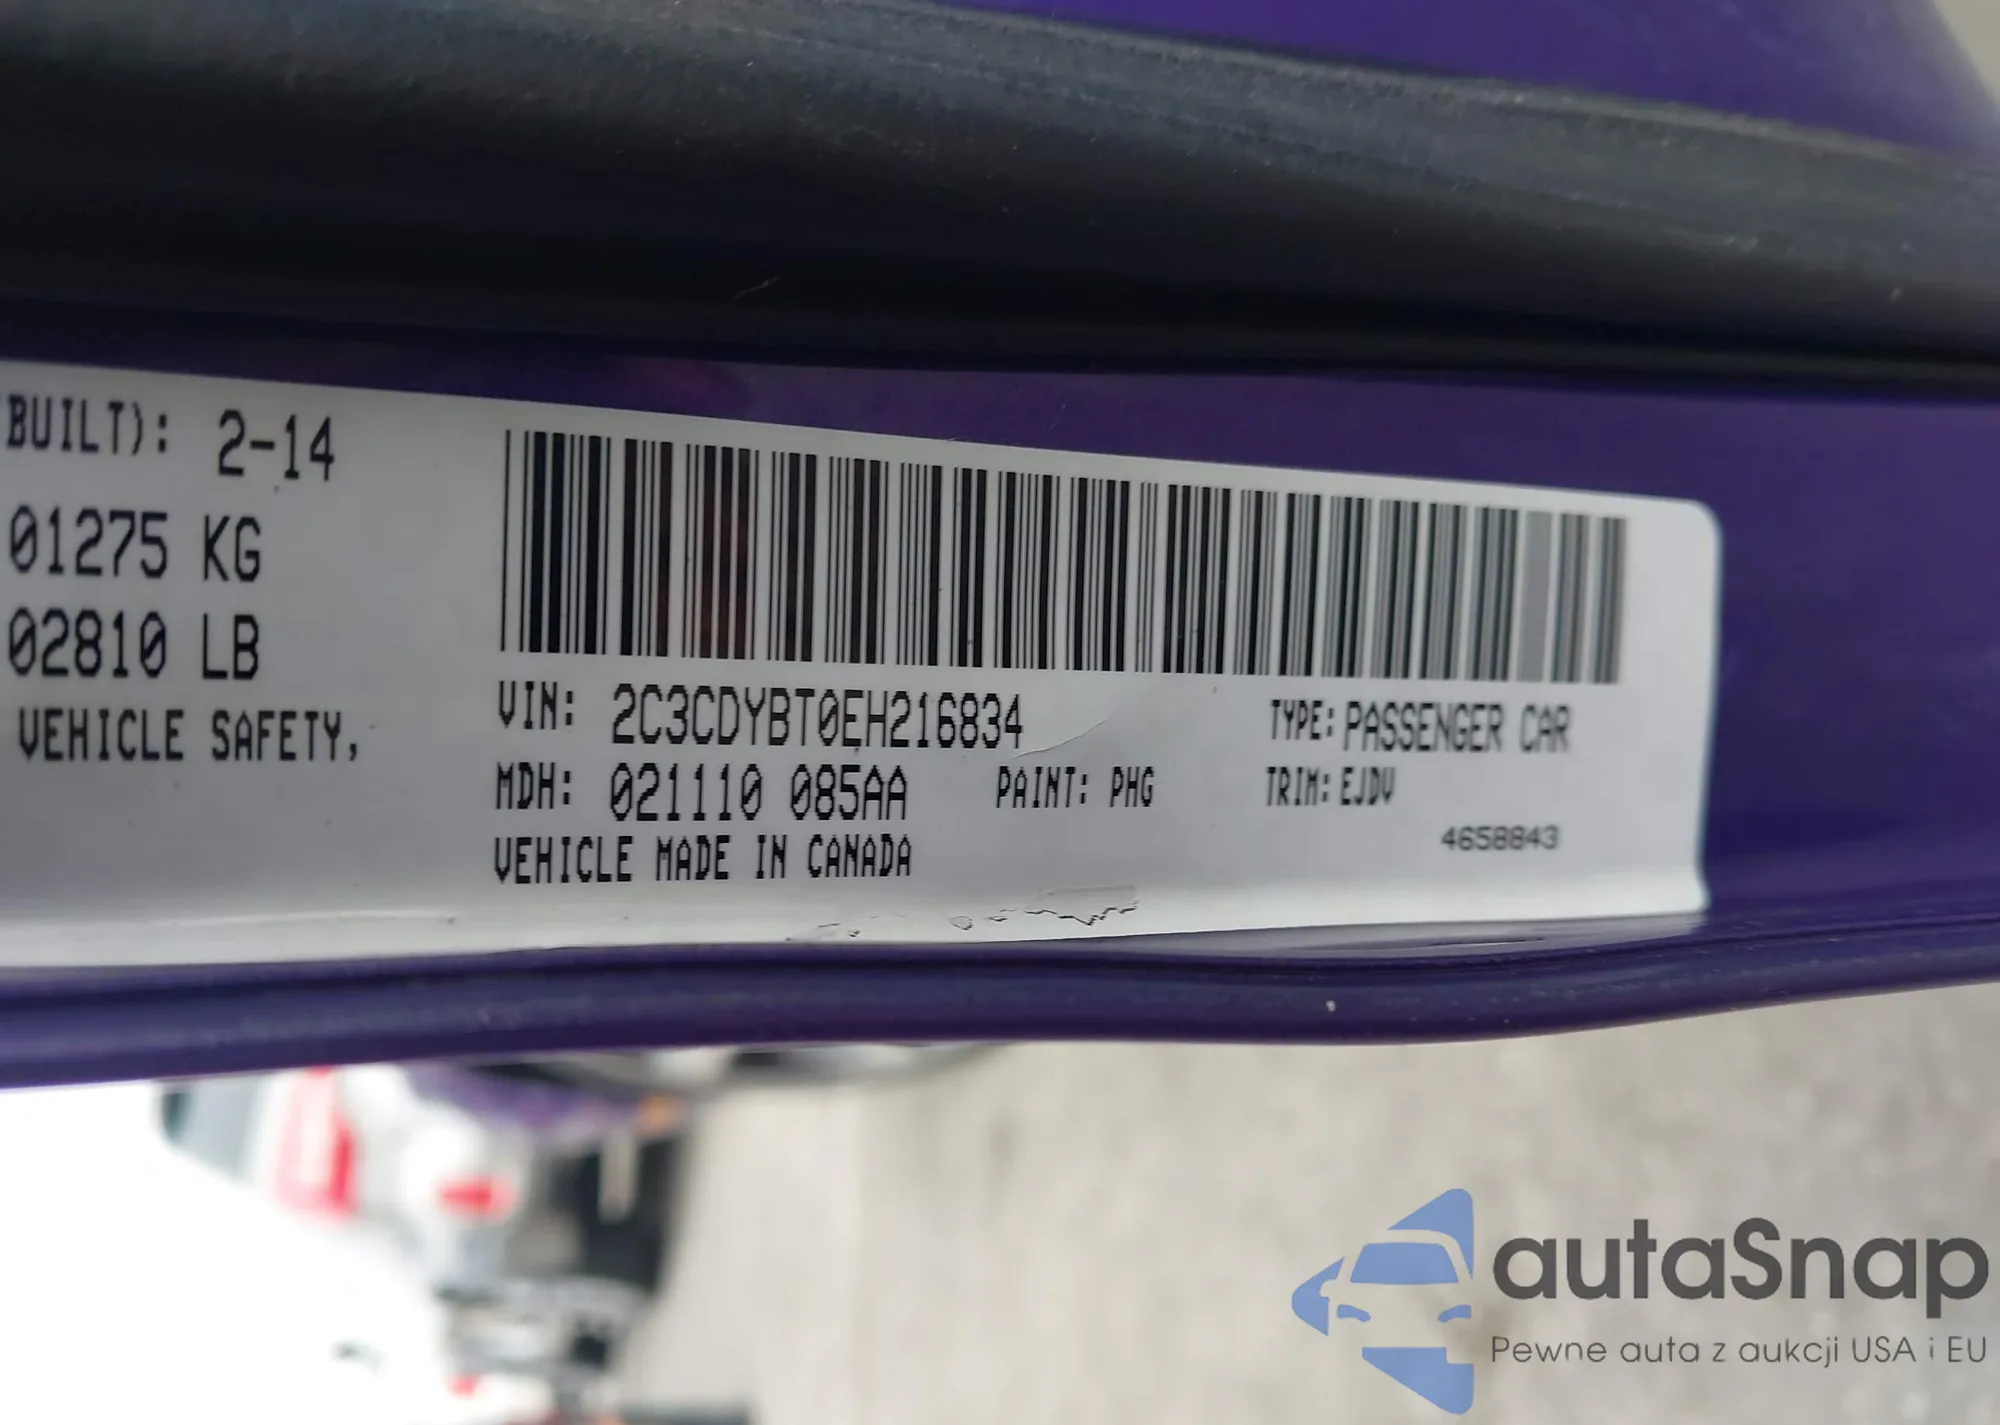 BUILT): 2-14
01275 KG
02810 LB
VEHICLE SAFETY,
VIN: 2C3CDYBT0EH216834
TYPE: PASSENGER CAR
MDH: 021110 085AA
PAINT: PHG
TRIM: EJDV
VEHICLE MADE IN CANADA
4658843
autaSnap
Pewne auta z aukcji USA i EU